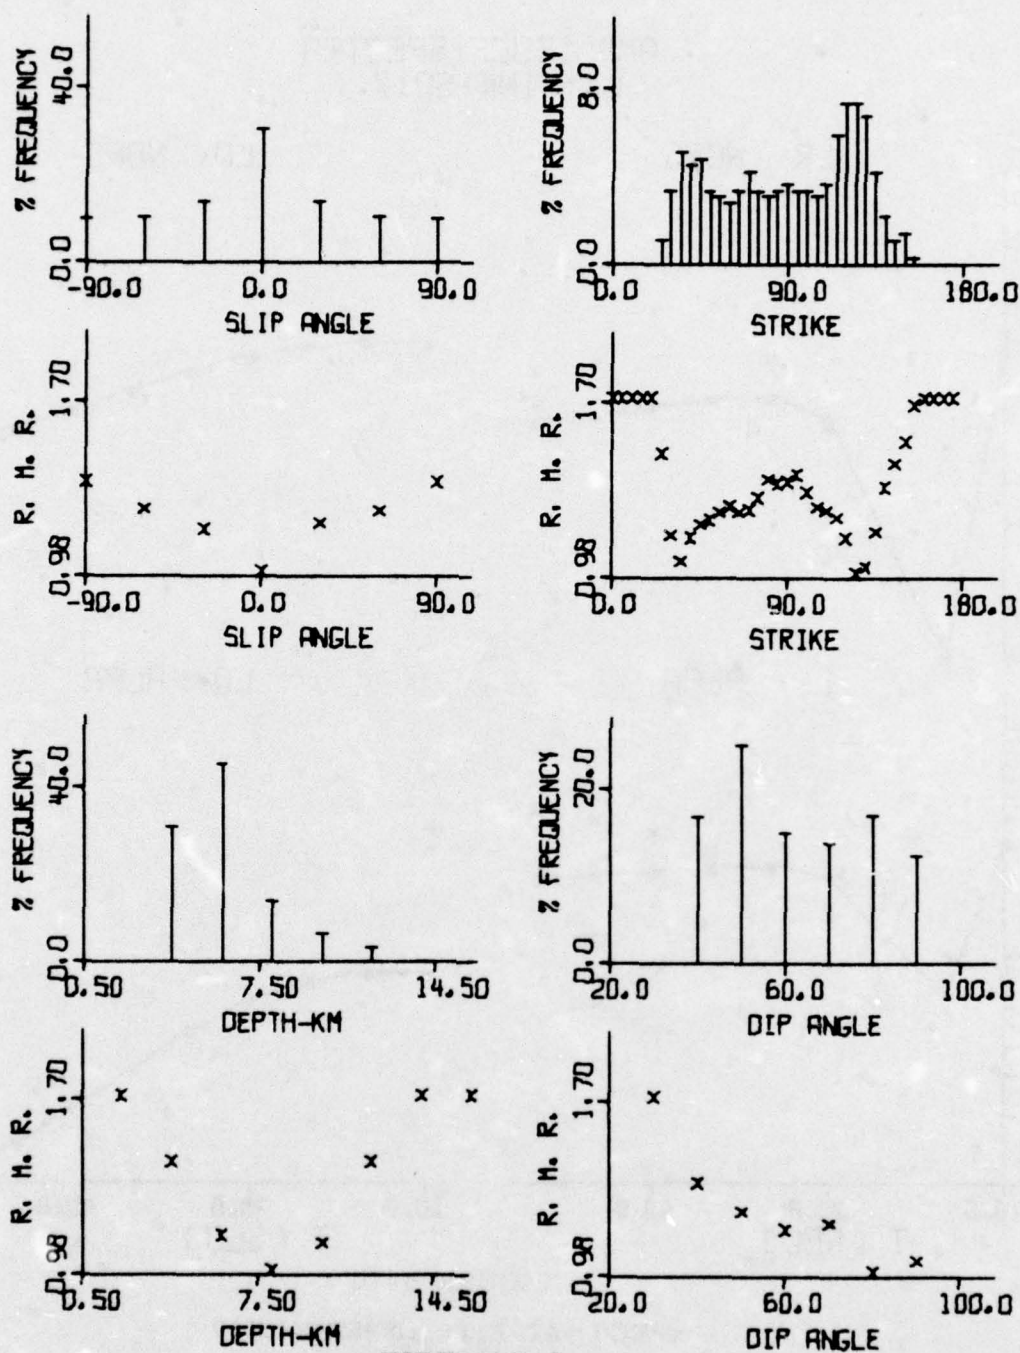 % FREQUENCY
40.0
0.0
-90.0 0.0 90.0
SLIP ANGLE
% FREQUENCY
8.0
0.0
0.0 90.0 180.0
STRIKE
R. M. R.
1.70
0.98
-90.0 0.0 90.0
SLIP ANGLE
R. M. R.
1.70
0.98
0.0 90.0 180.0
STRIKE
% FREQUENCY
40.0
0.0
0.50 7.50 14.50
DEPTH-KM
% FREQUENCY
20.0
0.0
20.0 60.0 100.0
DIP ANGLE
R. M. R.
1.70
0.98
0.50 7.50 14.50
DEPTH-KM
R. M. R.
1.70
0.98
20.0 60.0 100.0
DIP ANGLE